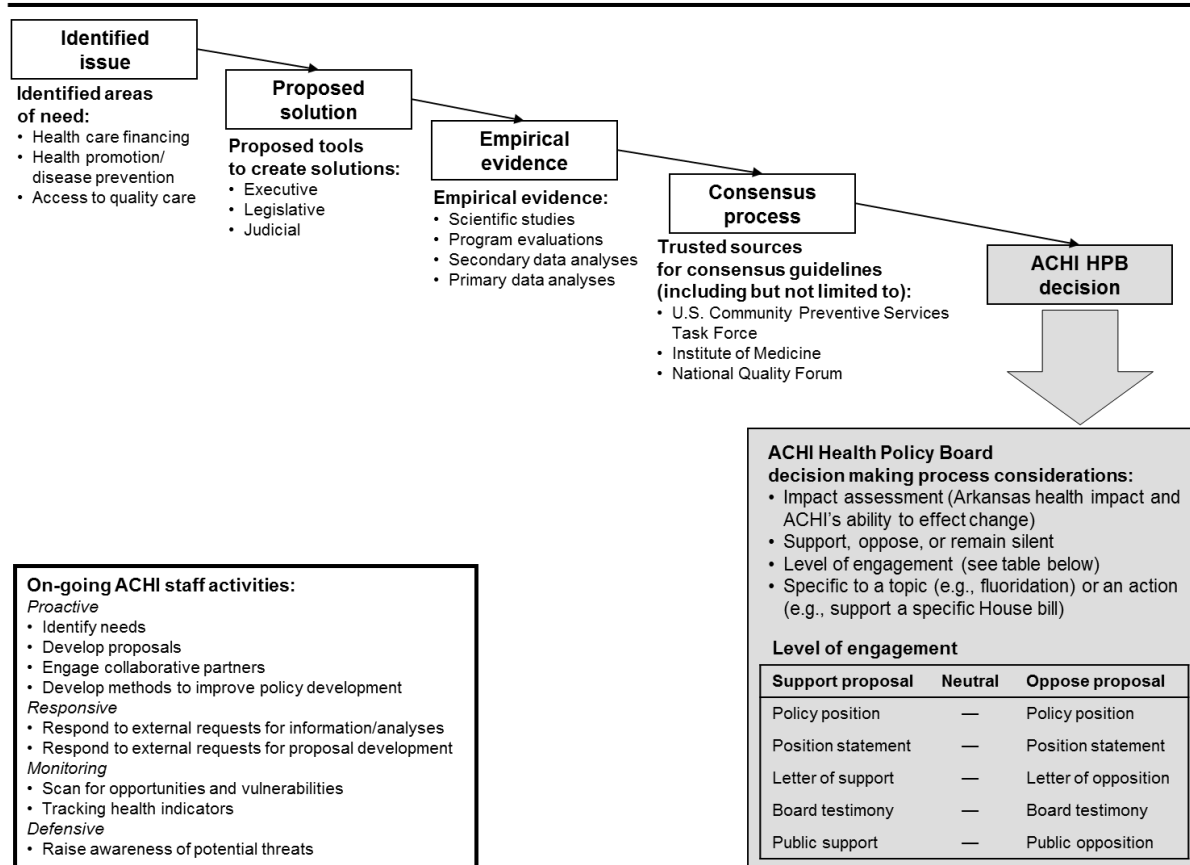 Identified
issue
Identified areas
of need:
• Health care financing
• Health promotion/
disease prevention
• Access to quality care
Proposed
solution
Proposed tools
to create solutions:
• Executive
• Legislative
• Judicial
Empirical
evidence
Empirical evidence:
• Scientific studies
• Program evaluations
• Secondary data analyses
• Primary data analyses
Consensus
process
Trusted sources
for consensus guidelines
(including but not limited to):
• U.S. Community Preventive Services
Task Force
• Institute of Medicine
• National Quality Forum
ACHI HPB
decision
ACHI Health Policy Board
decision making process considerations:
• Impact assessment (Arkansas health impact and
ACHI's ability to effect change)
• Support, oppose, or remain silent
• Level of engagement (see table below)
• Specific to a topic (e.g., fluoridation) or an action
(e.g., support a specific House bill)
Level of engagement
Support proposal Neutral Oppose proposal
Policy position — Policy position
Position statement — Position statement
Letter of support — Letter of opposition
Board testimony — Board testimony
Public support — Public opposition
On-going ACHI staff activities:
Proactive
• Identify needs
• Develop proposals
• Engage collaborative partners
• Develop methods to improve policy development
Responsive
• Respond to external requests for information/analyses
• Respond to external requests for proposal development
Monitoring
• Scan for opportunities and vulnerabilities
• Tracking health indicators
Defensive
• Raise awareness of potential threats